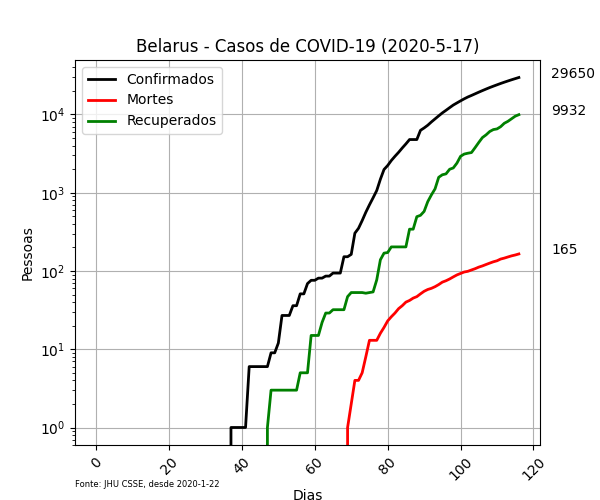 Belarus - Casos de COVID-19 (2020-5-17)
Confirmados
Mortes
Recuperados
29650
9932
165
Pessoas
10⁴
10³
10²
10¹
10⁰
0 20 40 60 80 100 120
Dias
Fonte: JHU CSSE, desde 2020-1-22